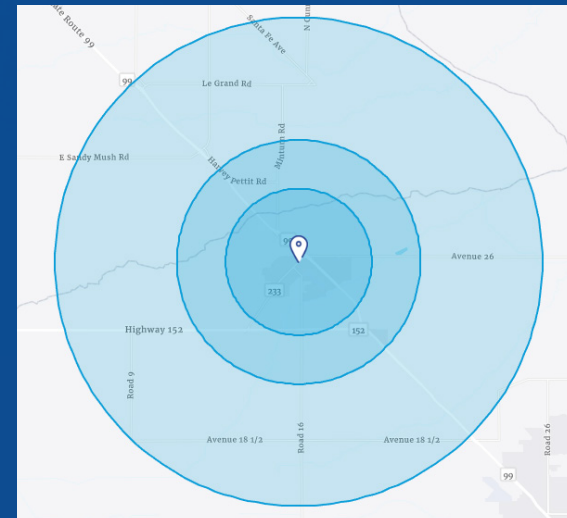 State Route 99
Santa Fe Ave
99
Le Grand Rd
Minturn Rd
E Sandy Mush Rd
Harvey Pettit Rd
Avenue 26
233
Highway 152
152
Road 9
Avenue 18 1/2
Road 16
Avenue 18 1/2
Road 26
99